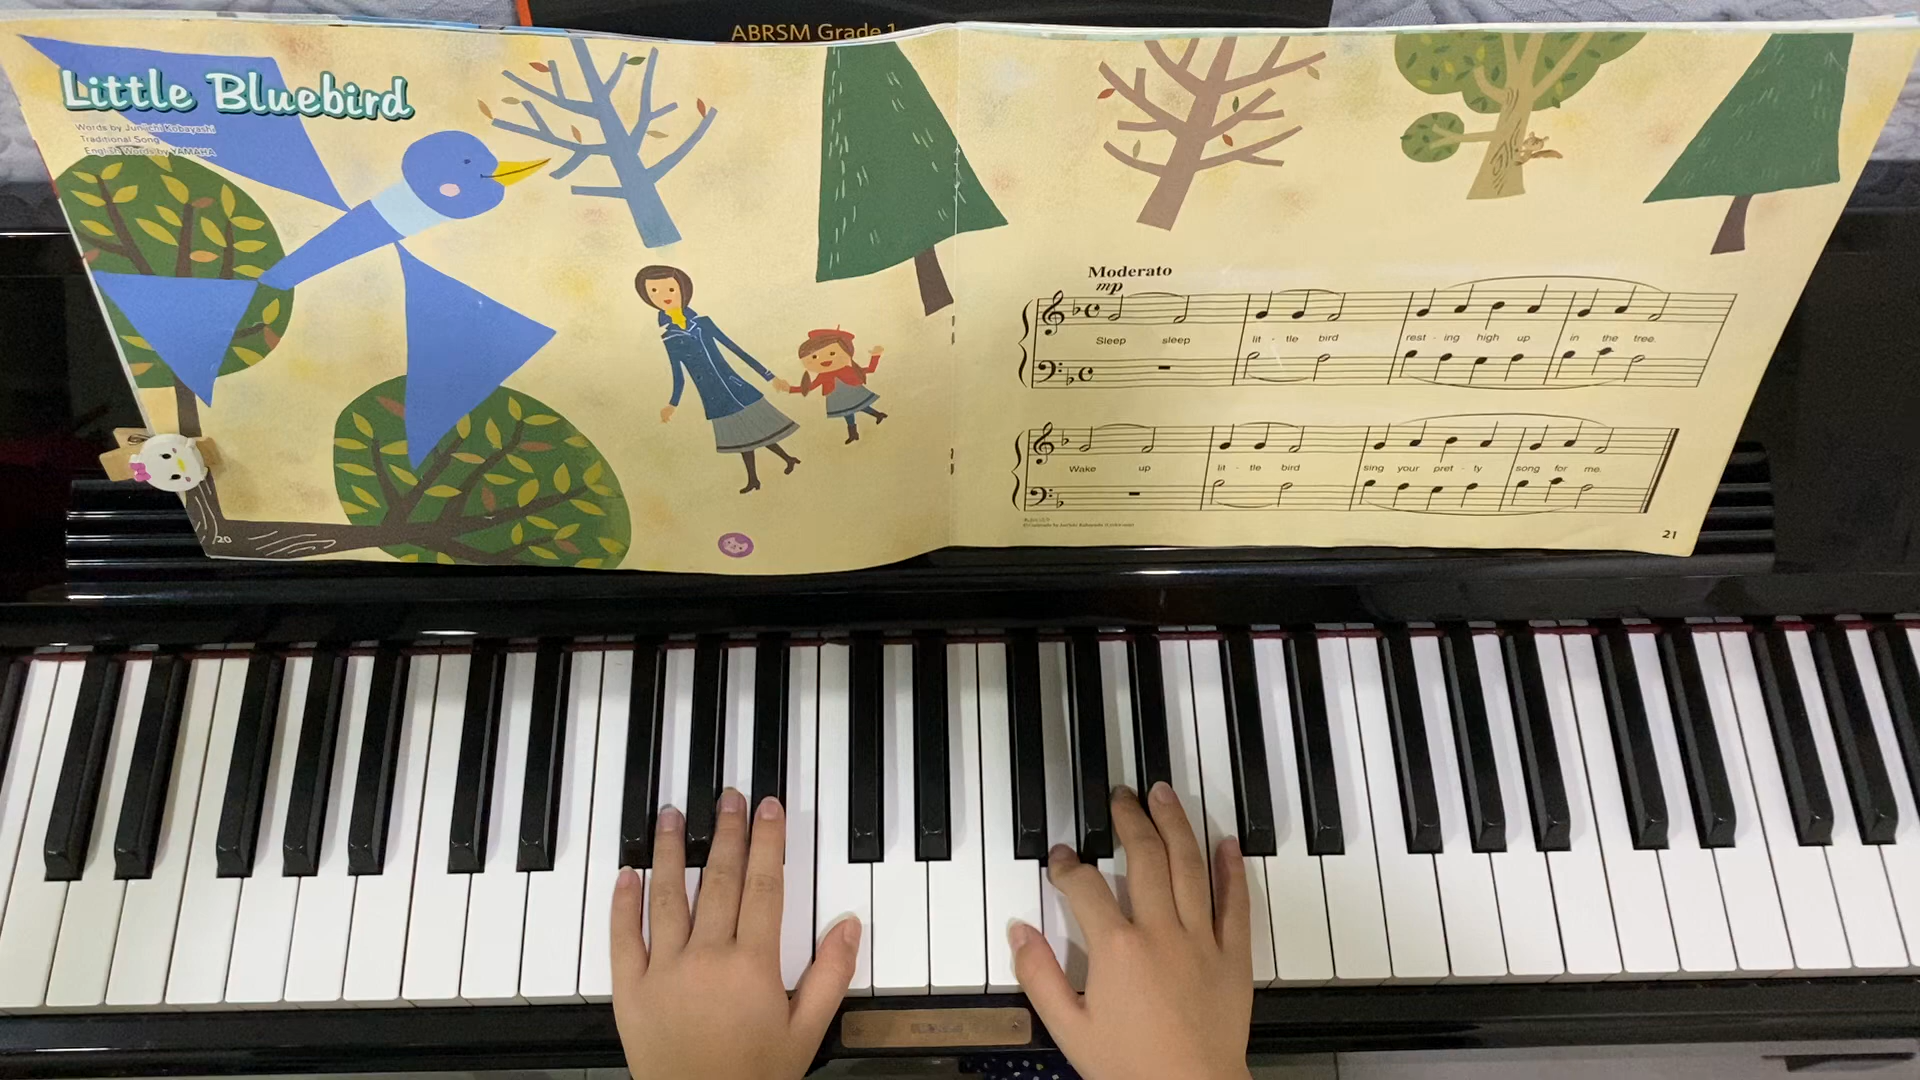 ABRSM Grade 1
Little Bluebird
Words by Junichi Kobayashi
Traditional Song
English Words by YAMAHA
Moderato
mp
Sleep sleep lit - tle bird rest - ing high up in the tree.
Wake up lit - tle bird sing your pret - ty song for me.
20
21